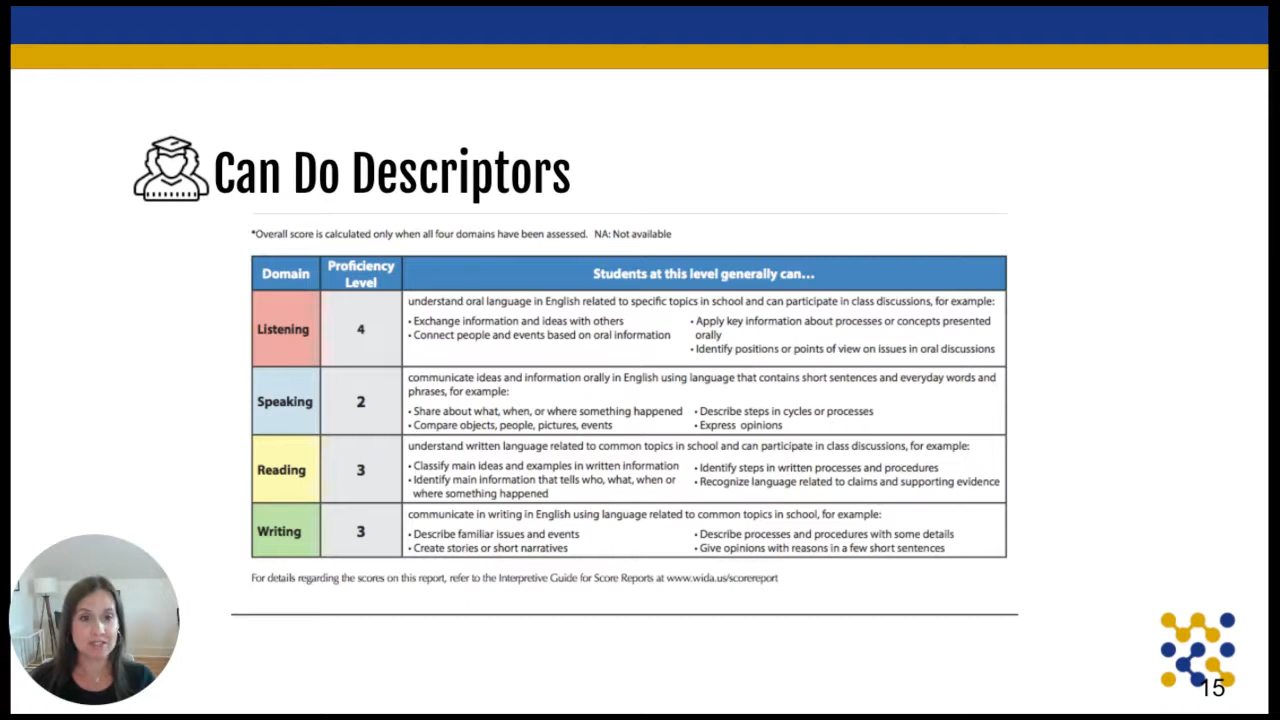 Can Do Descriptors
*Overall score is calculated only when all four domains have been assessed. NA: Not available
Domain
Proficiency
Level
Students at this level generally can...
Listening
4
understand oral language in English related to specific topics in school and can participate in class discussions, for example:
• Exchange information and ideas with others
• Connect people and events based on oral information
• Apply key information about processes or concepts presented
orally
• Identify positions or points of view on issues in oral discussions
Speaking
2
communicate ideas and information orally in English using language that contains short sentences and everyday words and
phrases, for example:
• Share about what, when, or where something happened
• Compare objects, people, pictures, events
• Describe steps in cycles or processes
• Express opinions
Reading
3
understand written language related to common topics in school and can participate in class discussions, for example:
• Classify main ideas and examples in written information
• Identify main information that tells who, what, when or
where something happened
• Identify steps in written processes and procedures
• Recognize language related to claims and supporting evidence
Writing
3
communicate in writing in English using language related to common topics in school, for example:
• Describe familiar issues and events
• Create stories or short narratives
• Describe processes and procedures with some details
• Give opinions with reasons in a few short sentences
For details regarding the scores on this report, refer to the Interpretive Guide for Score Reports at www.wida.us/scorereport
15